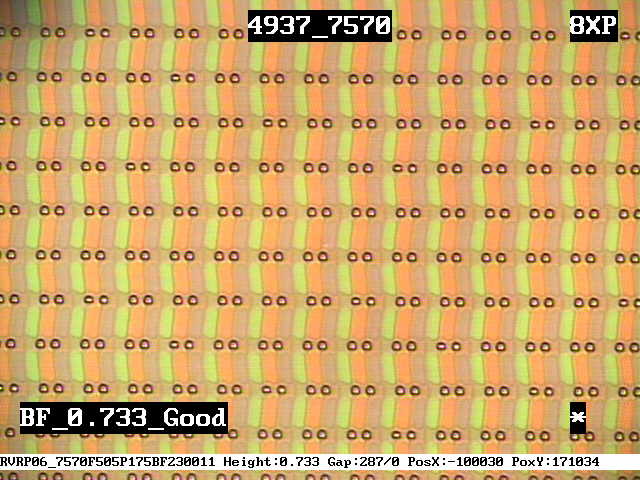 4937_7570 8XP
BF_0.733_Good *
RVRP06_7570F505P175BF230011 Height:0.733 Gap:287/0 PosX:-100030 PoxY:171034